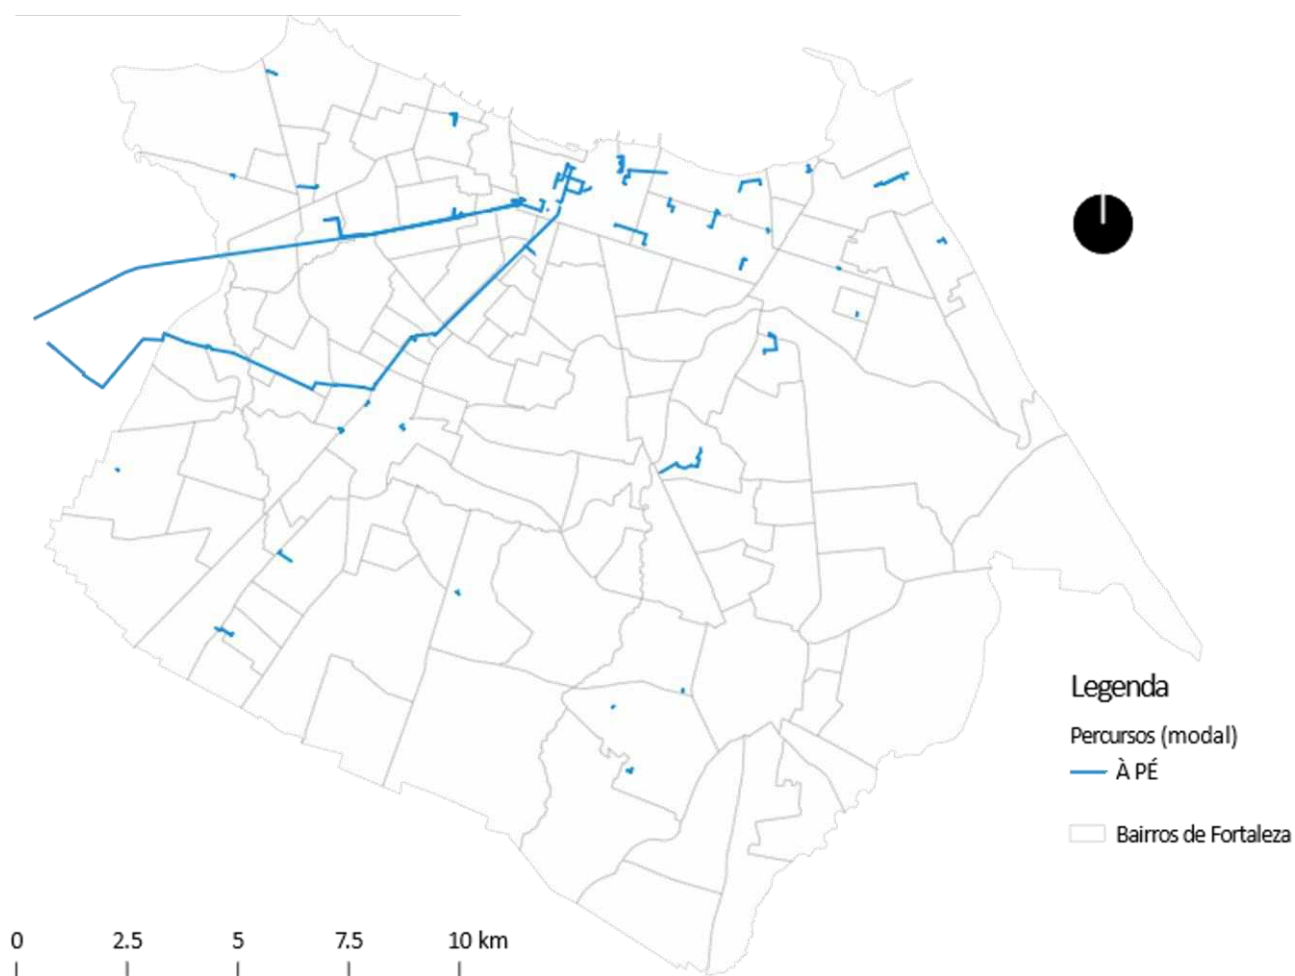 Legenda
Percursos (modal)
À PÉ
Bairros de Fortaleza
0 2.5 5 7.5 10 km